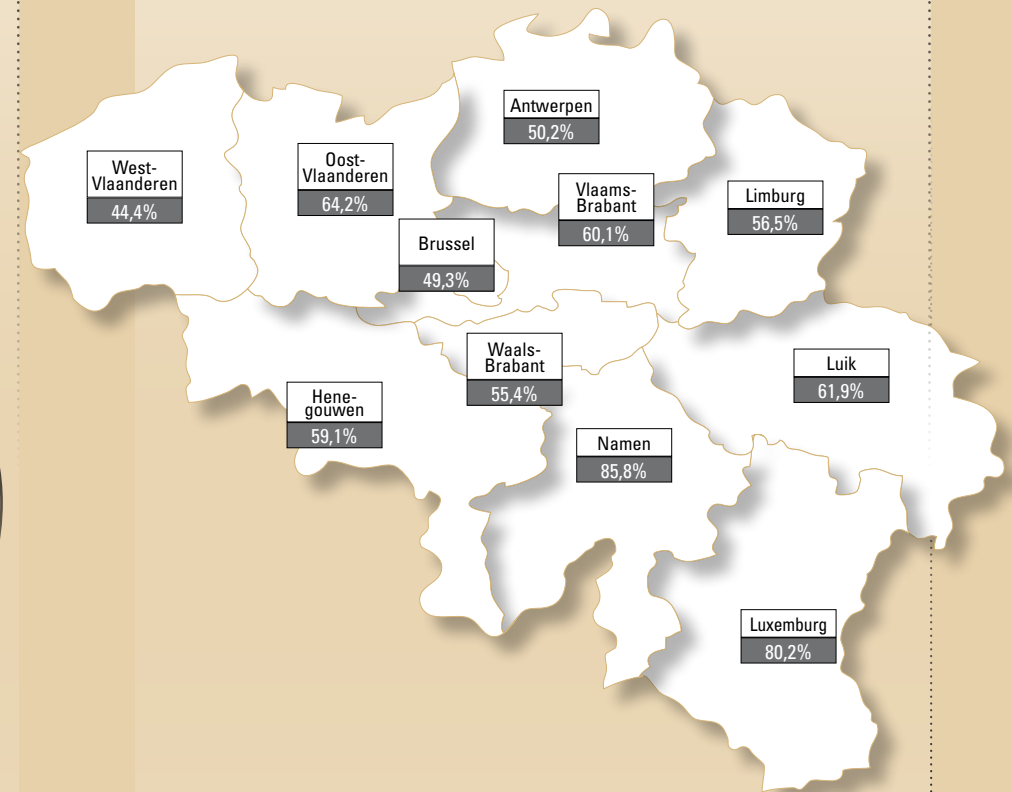 Antwerpen
50,2%
West-
Vlaanderen
44,4%
Oost-
Vlaanderen
64,2%
Vlaams-
Brabant
60,1%
Limburg
56,5%
Brussel
49,3%
Waals-
Brabant
55,4%
Luik
61,9%
Hene-
gouwen
59,1%
Namen
85,8%
Luxemburg
80,2%